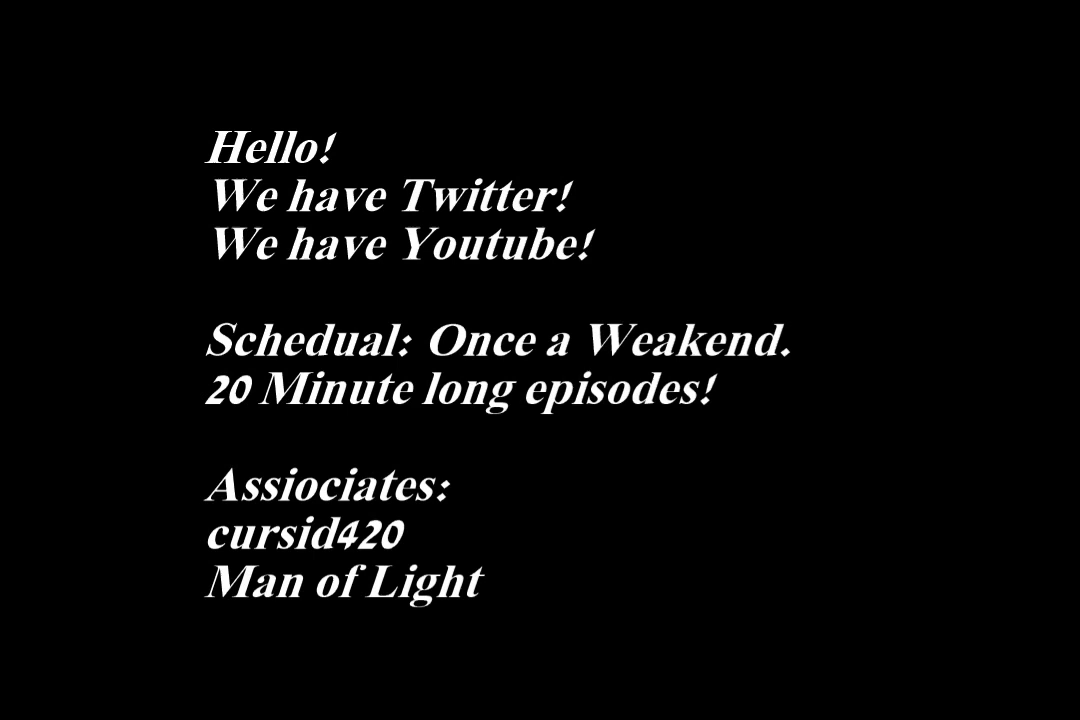 Hello!
We have Twitter!
We have Youtube!
Schedual: Once a Weakend.
20 Minute long episodes!
Assiociates:
cursid420
Man of Light